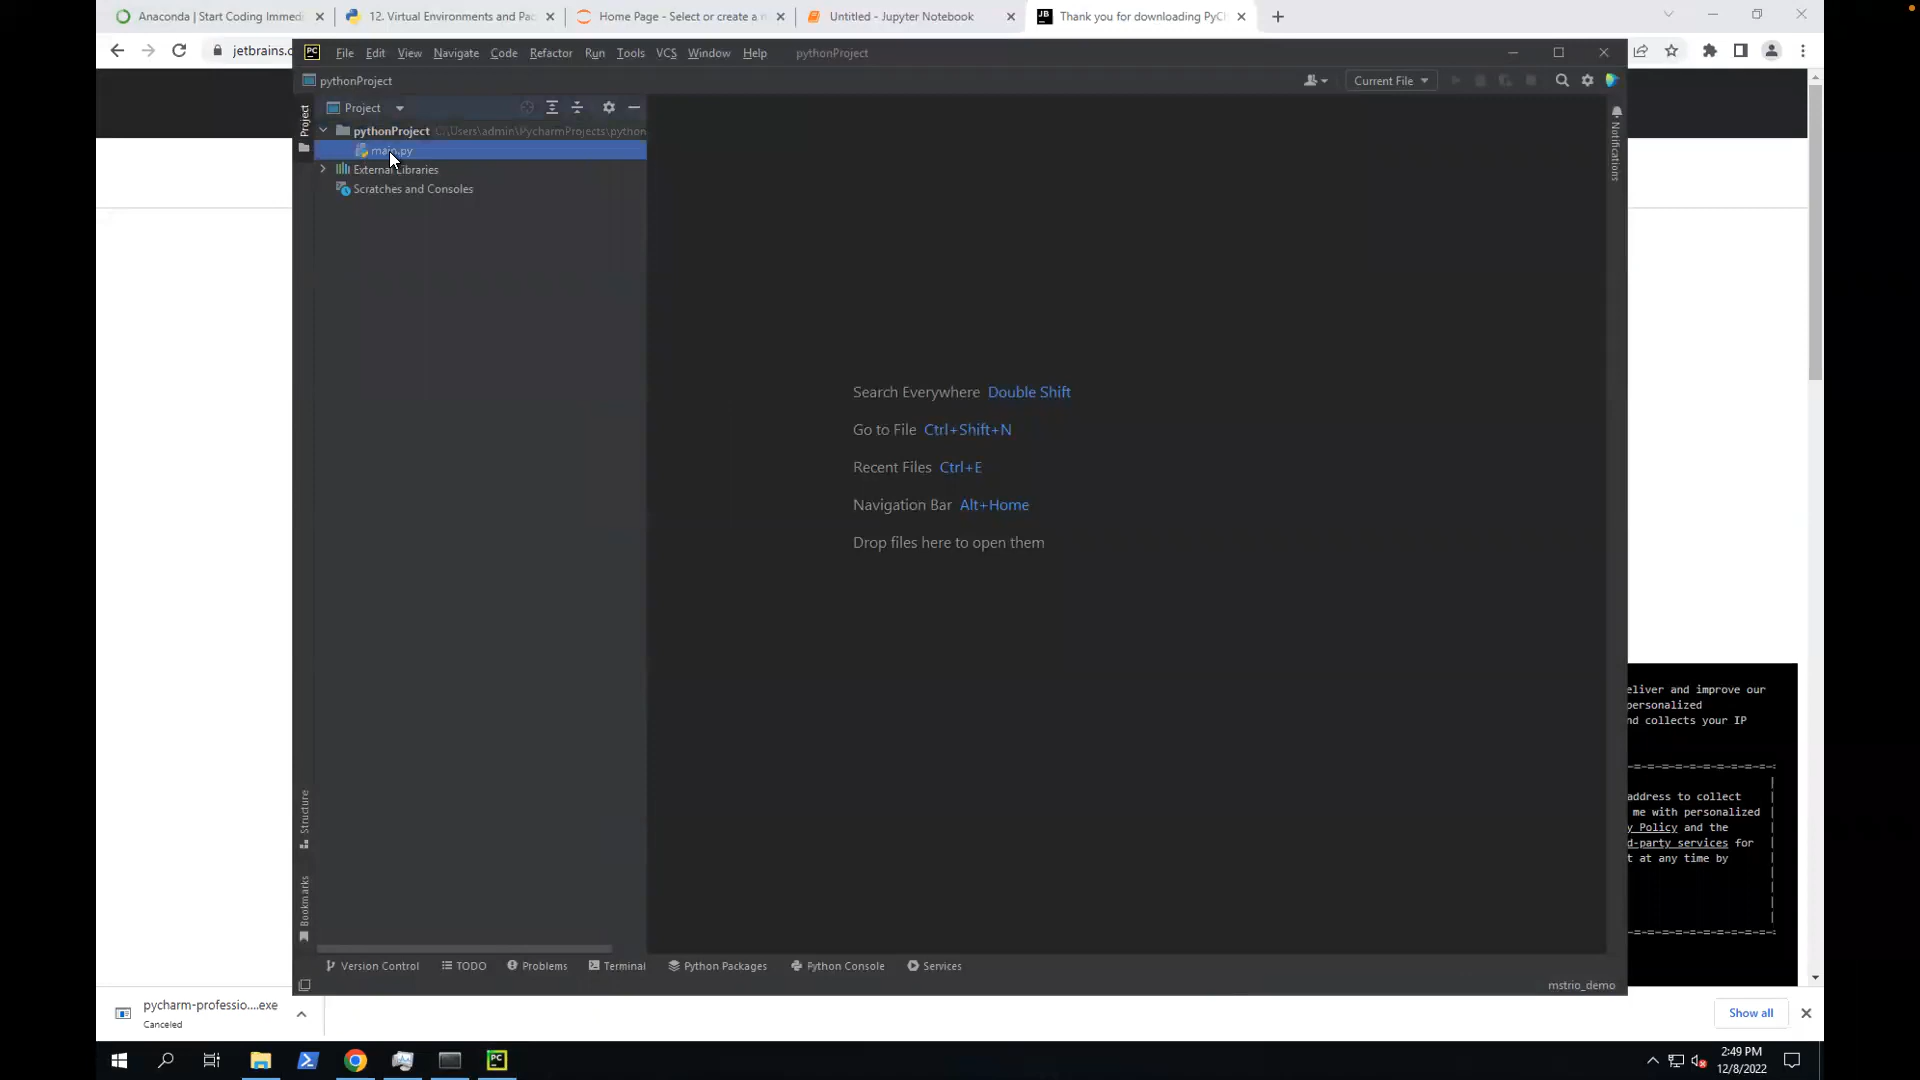 Anaconda | Start Coding Immedi
12. Virtual Environments and Pac
Home Page - Select or create a n
Untitled - Jupyter Notebook
Thank you for downloading PyCh
jetbrains.c
PC
File Edit View Navigate Code Refactor Run Tools VCS Window Help pythonProject
pythonProject
Current File
Project
Project
pythonProject C:\Users\admin\PycharmProjects\python
main.py
External Libraries
Scratches and Consoles
Notifications
Search Everywhere Double Shift
Go to File Ctrl+Shift+N
Recent Files Ctrl+E
Navigation Bar Alt+Home
Drop files here to open them
eliver and improve our
personalized
nd collects your IP
address to collect
me with personalized
y Policy and the
d-party services for
t at any time by
Structure
Bookmarks
Version Control TODO Problems Terminal Python Packages Python Console Services
mstrio_demo
pycharm-professio....exe
Canceled
Show all
PC
2:49 PM
12/8/2022